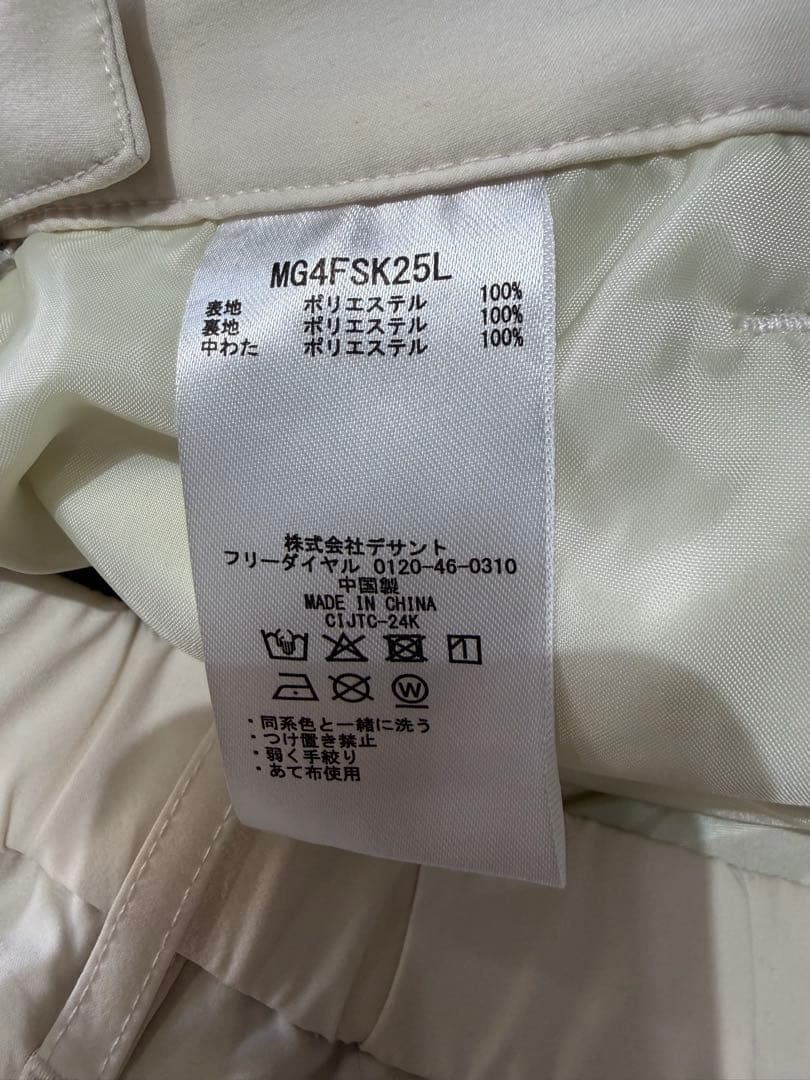 MG4FSK25L
表地 ポリエステル 100%
裏地 ポリエステル 100%
中わた ポリエステル 100%
株式会社デサント
フリーダイヤル 0120-46-0310
中国製
MADE IN CHINA
CIJTC-24K
W
・同系色と一緒に洗う
・つけ置き禁止
・弱く手絞り
・あて布使用